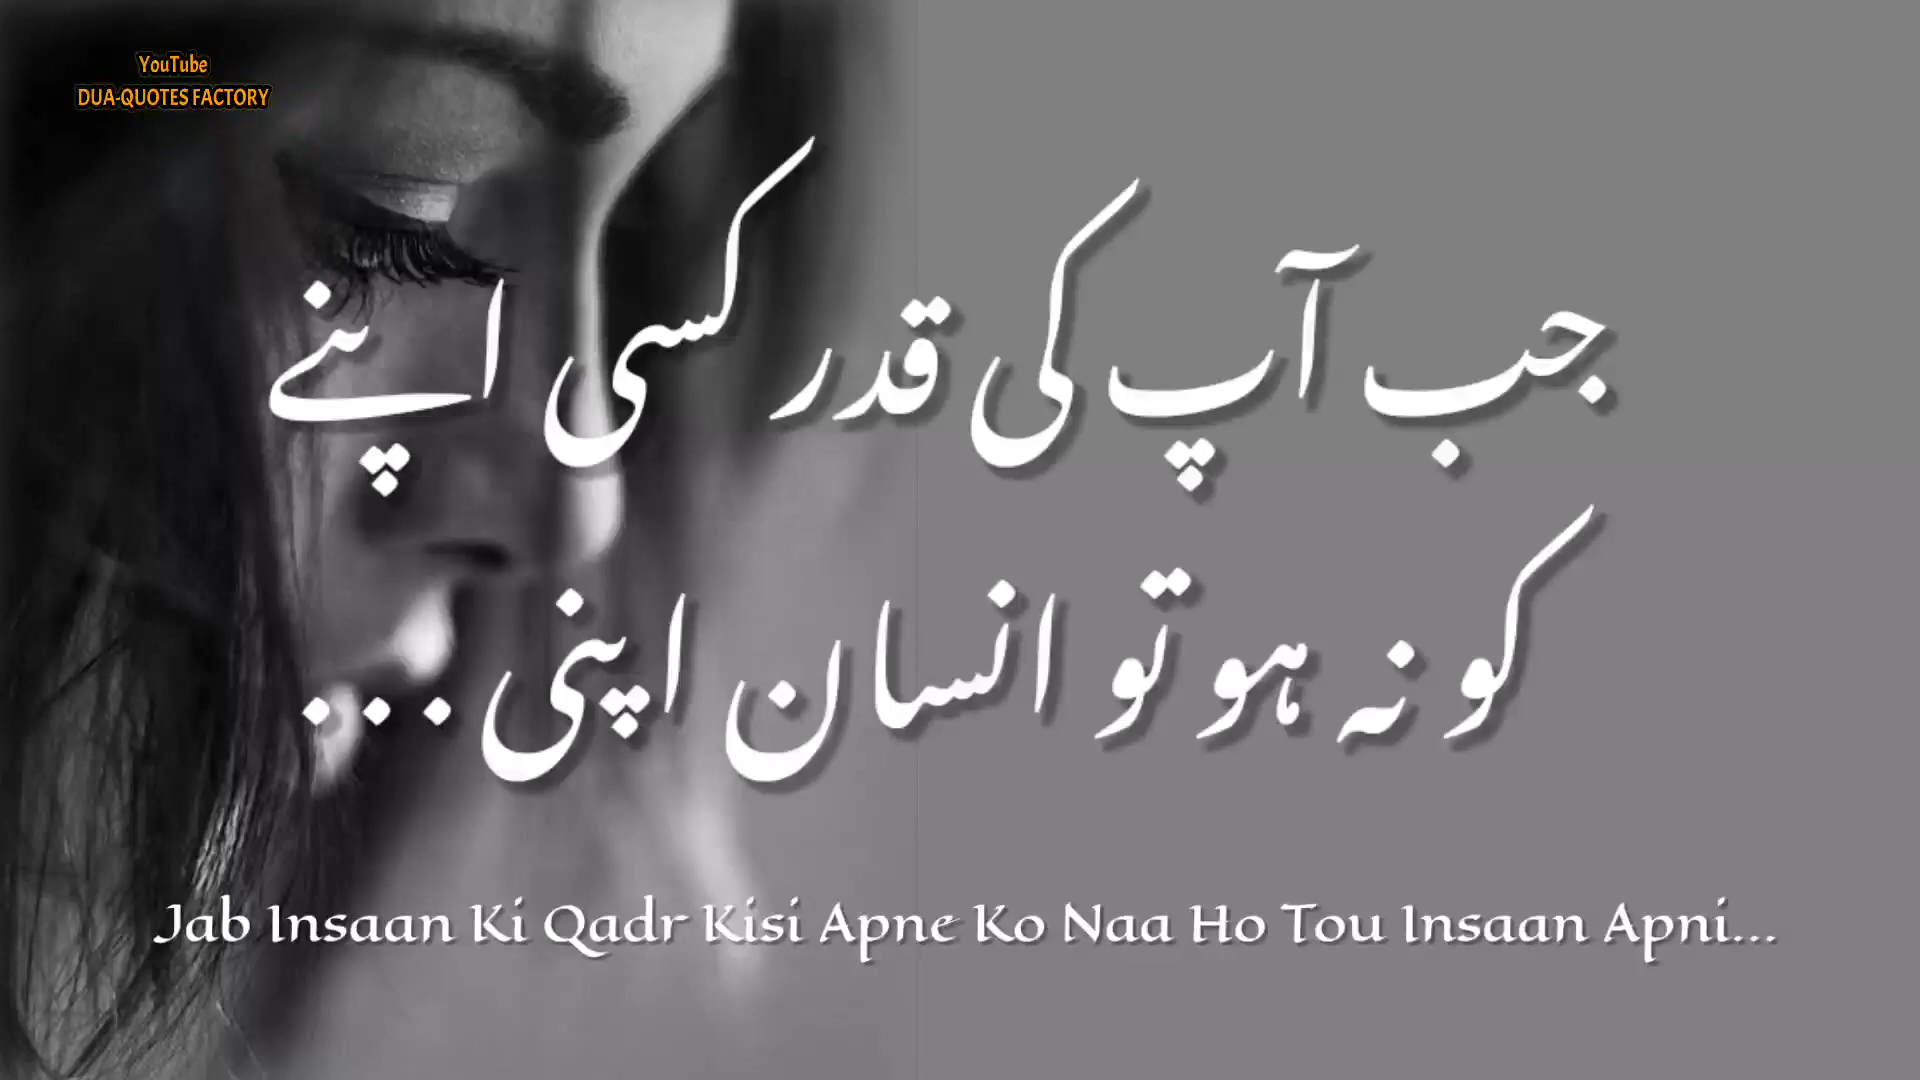 YouTube
DUA-QUOTES FACTORY
جب آپ کی قدر کسی اپنے
کو نہ ہو تو انسان اپنی ...
Jab Insaan Ki Qadr Kisi Apne Ko Naa Ho Tou Insaan Apni...